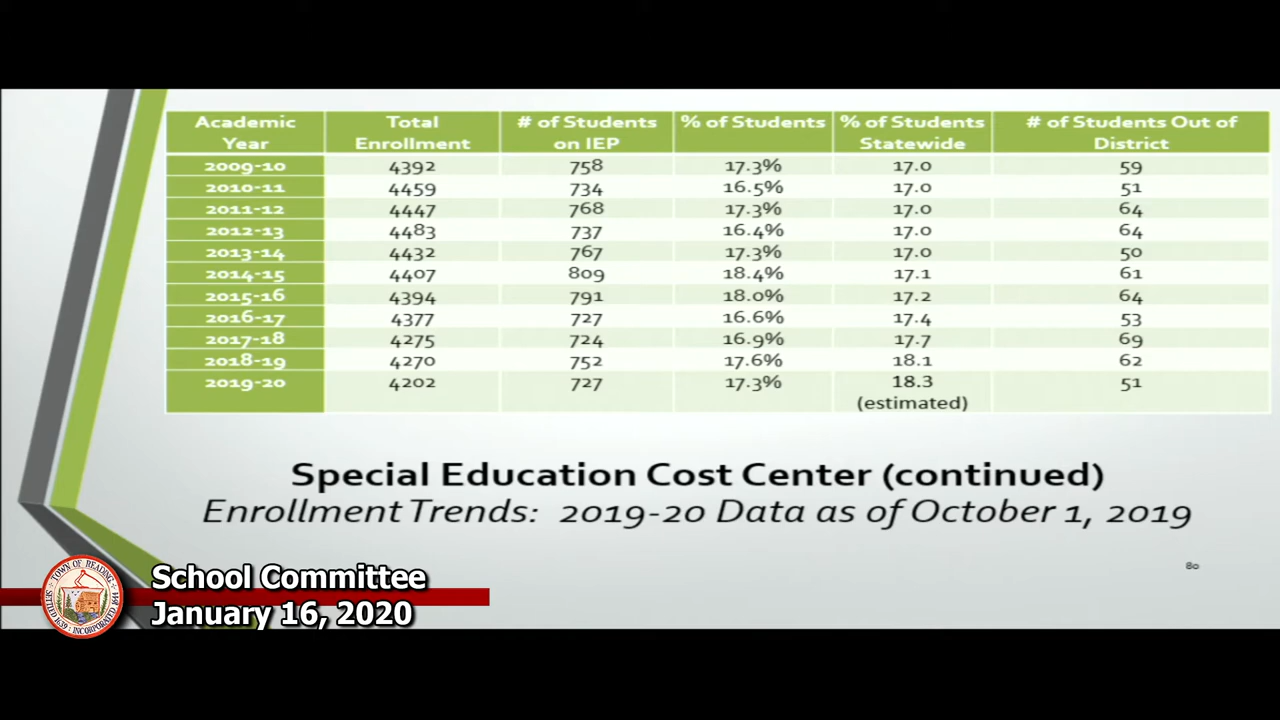 Academic Year Total Enrollment # of Students on IEP % of Students % of Students Statewide # of Students Out of District
2009-10 4392 758 17.3% 17.0 59
2010-11 4459 734 16.5% 17.0 51
2011-12 4447 768 17.3% 17.0 64
2012-13 4483 737 16.4% 17.0 64
2013-14 4432 767 17.3% 17.0 50
2014-15 4407 809 18.4% 17.1 61
2015-16 4394 791 18.0% 17.2 64
2016-17 4377 727 16.6% 17.4 53
2017-18 4275 724 16.9% 17.7 69
2018-19 4270 752 17.6% 18.1 62
2019-20 4202 727 17.3% 18.3 (estimated) 51
Special Education Cost Center (continued)
Enrollment Trends: 2019-20 Data as of October 1, 2019
80
TOWN OF READING
SETTLED 1639 : INCORPORATED 1644
School Committee
January 16, 2020